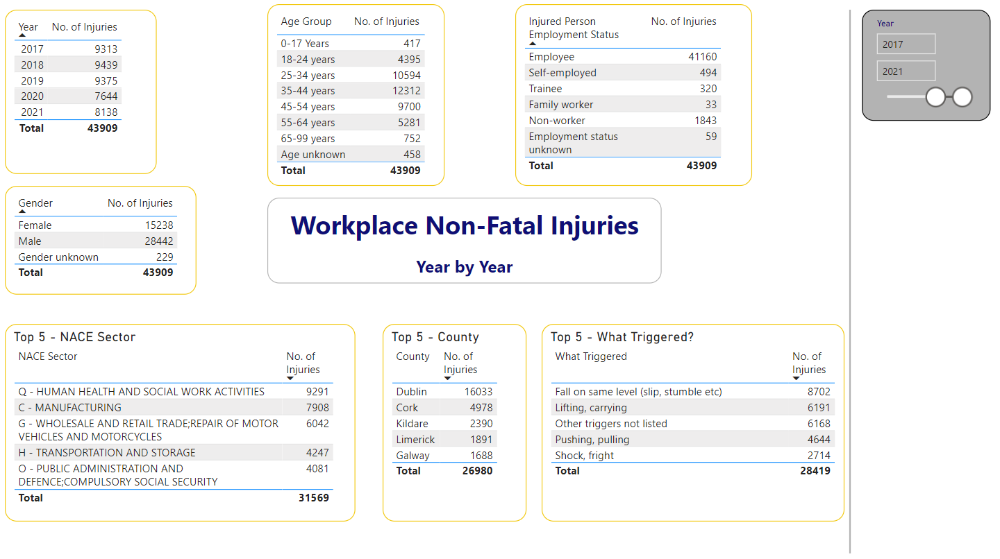 Year No. of Injuries
2017 9313
2018 9439
2019 9375
2020 7644
2021 8138
Total 43909
Age Group No. of Injuries
0-17 Years 417
18-24 years 4395
25-34 years 10594
35-44 years 12312
45-54 years 9700
55-64 years 5281
65-99 years 752
Age unknown 458
Total 43909
Injured Person No. of Injuries
Employment Status
Employee 41160
Self-employed 494
Trainee 320
Family worker 33
Non-worker 1843
Employment status 59
unknown
Total 43909
Year
2017
2021
Gender No. of Injuries
Female 15238
Male 28442
Gender unknown 229
Total 43909
Workplace Non-Fatal Injuries
Year by Year
Top 5 - NACE Sector
NACE Sector No. of
Injuries
Q - HUMAN HEALTH AND SOCIAL WORK ACTIVITIES 9291
C - MANUFACTURING 7908
G - WHOLESALE AND RETAIL TRADE;REPAIR OF MOTOR 6042
VEHICLES AND MOTORCYCLES
H - TRANSPORTATION AND STORAGE 4247
O - PUBLIC ADMINISTRATION AND 4081
DEFENCE;COMPULSORY SOCIAL SECURITY
Total 31569
Top 5 - County
County No. of
Injuries
Dublin 16033
Cork 4978
Kildare 2390
Limerick 1891
Galway 1688
Total 26980
Top 5 - What Triggered?
What Triggered No. of
Injuries
Fall on same level (slip, stumble etc) 8702
Lifting, carrying 6191
Other triggers not listed 6168
Pushing, pulling 4644
Shock, fright 2714
Total 28419